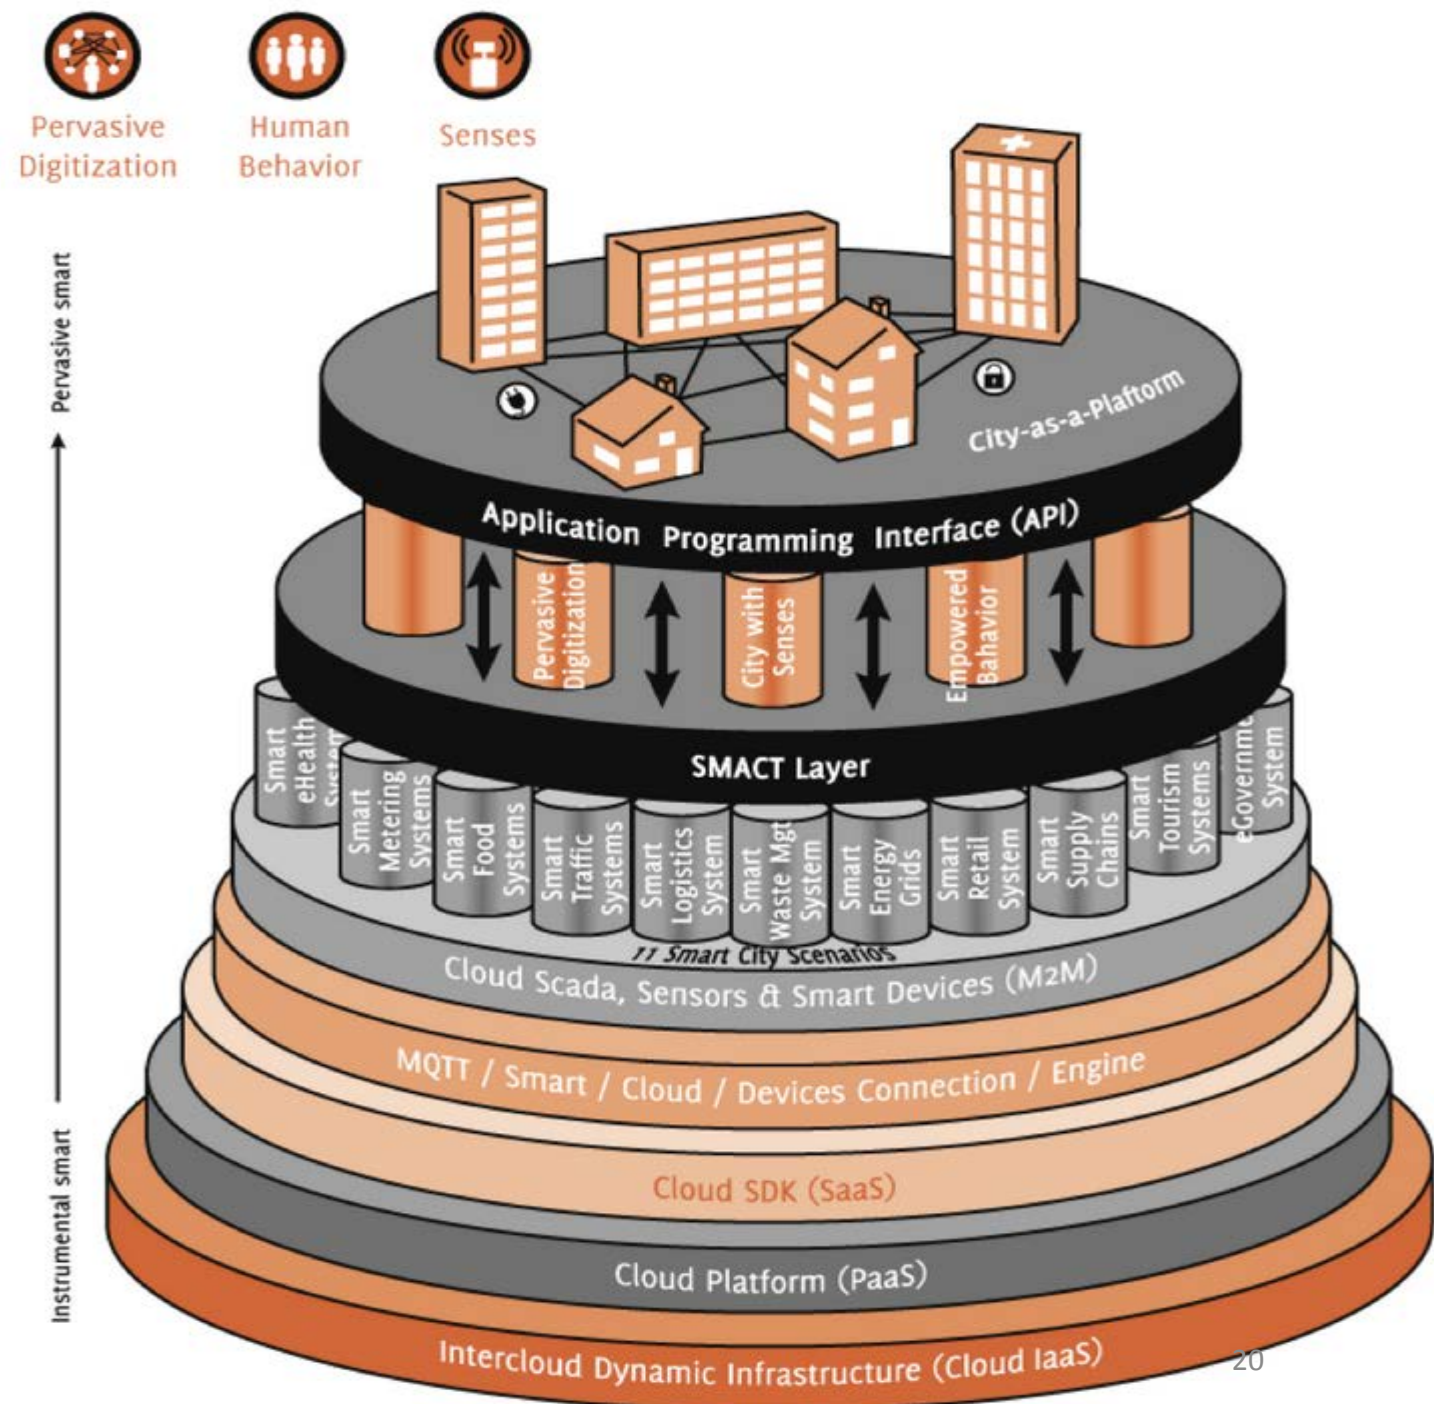 Pervasive
Digitization
Human
Behavior
Senses
Pervasive smart
Instrumental smart
City-as-a-Plaftorm
Application Programming Interface (API)
Pervasive
Digitization
City with
Senses
Empowered
Bahavior
SMACT Layer
Smart
eHealth
System
Smart
Metering
Systems
Smart
Food
Systems
Smart
Traffic
Systems
Smart
Logistics
System
Smart
Waste Mgt
System
Smart
Energy
Grids
Smart
Retail
System
Smart
Supply
Chains
Smart
Tourism
Systems
eGovernme
System
11 Smart City Scenarios
Cloud Scada, Sensors & Smart Devices (M2M)
MQTT / Smart / Cloud / Devices Connection / Engine
Cloud SDK (SaaS)
Cloud Platform (PaaS)
Intercloud Dynamic Infrastructure (Cloud IaaS)
20